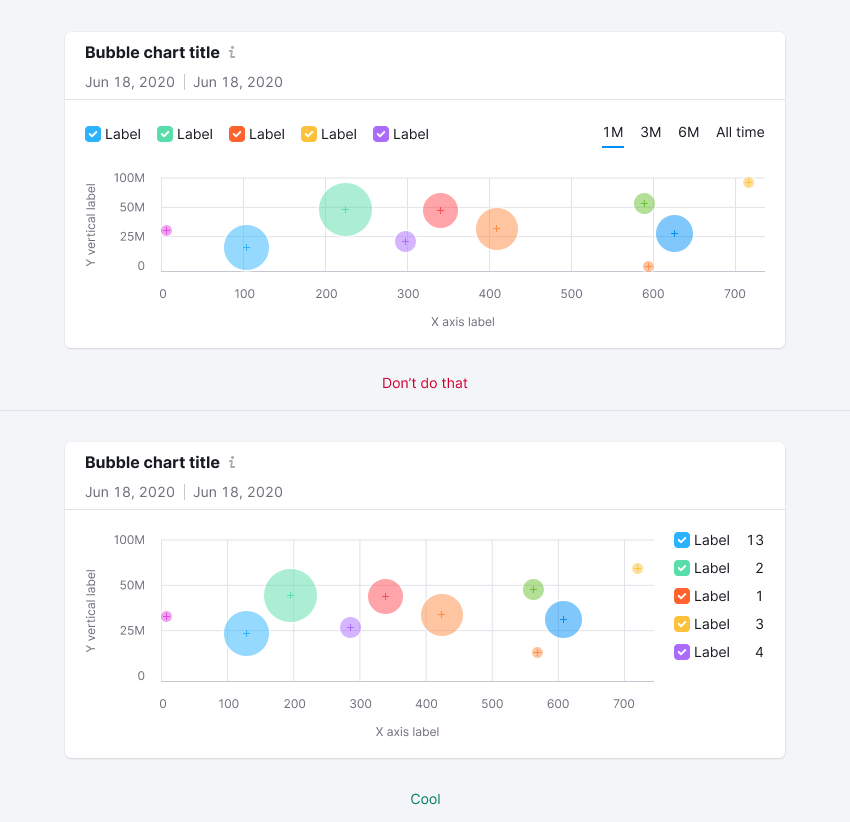 Bubble chart title i
Jun 18, 2020 Jun 18, 2020
Label Label Label Label Label 1M 3M 6M All time
Y vertical label
100M
50M
25M
0
0 100 200 300 400 500 600 700
X axis label
Don’t do that
Bubble chart title i
Jun 18, 2020 Jun 18, 2020
Y vertical label
100M
50M
25M
0
0 100 200 300 400 500 600 700
X axis label
Label 13
Label 2
Label 1
Label 3
Label 4
Cool